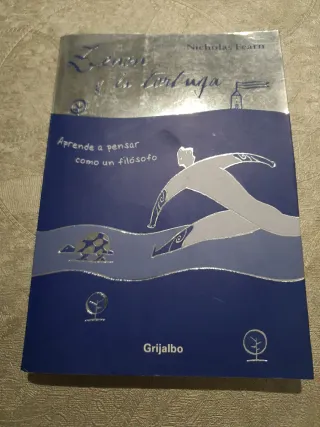 Nicholas Fearn
Zenón
y la tortuga
Aprende a pensar
como un filósofo
Grijalbo